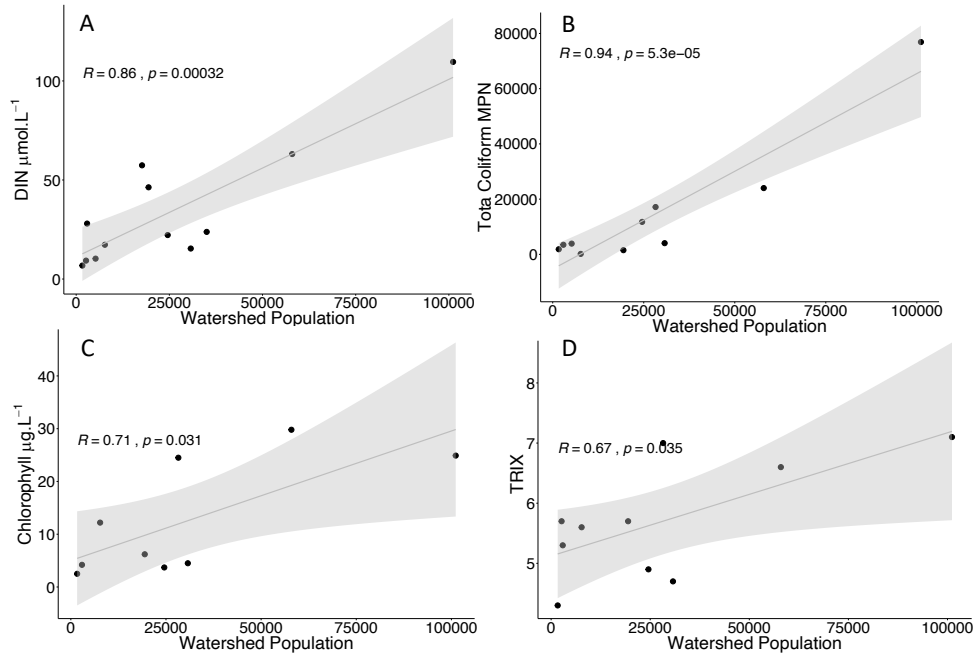 A
R = 0.86 , p = 0.00032
DIN μmol.L⁻¹
100
50
0
0 25000 50000 75000 100000
Watershed Population
B
R = 0.94 , p = 5.3e−05
Tota Coliform MPN
80000
60000
40000
20000
0
0 25000 50000 75000 100000
Watershed Population
C
R = 0.71 , p = 0.031
Chlorophyll μg.L⁻¹
40
30
20
10
0
0 25000 50000 75000 100000
Watershed Population
D
R = 0.67 , p = 0.035
TRIX
8
7
6
5
0 25000 50000 75000 100000
Watershed Population